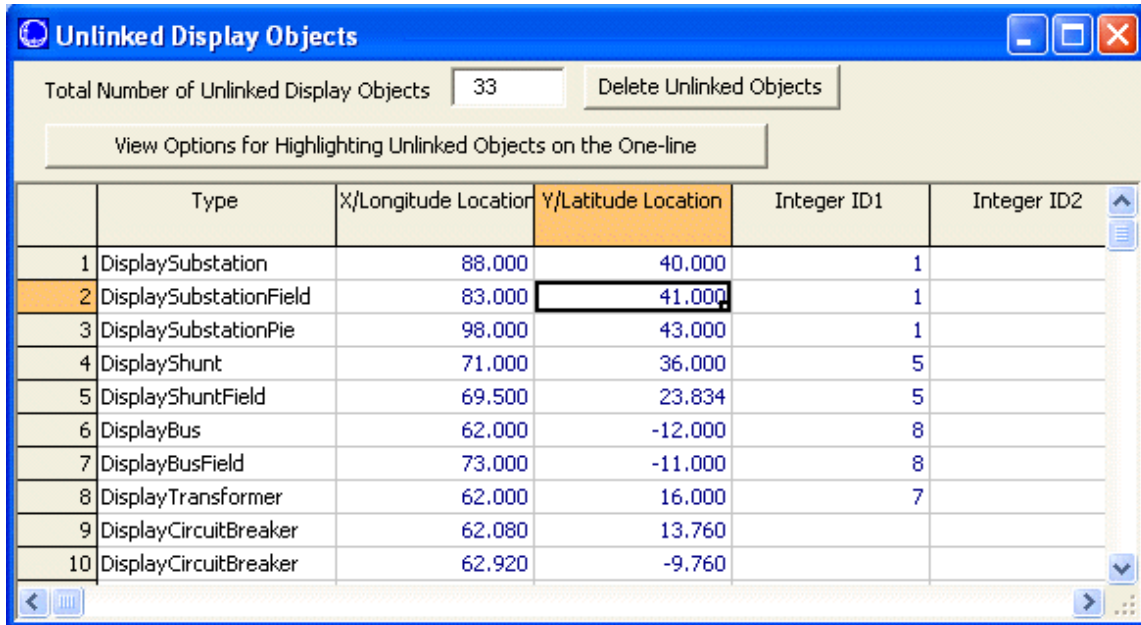 Unlinked Display Objects
Total Number of Unlinked Display Objects 33 Delete Unlinked Objects
View Options for Highlighting Unlinked Objects on the One-line
Type X/Longitude Location Y/Latitude Location Integer ID1 Integer ID2
1 DisplaySubstation 88.000 40.000 1
2 DisplaySubstationField 83.000 41.000 1
3 DisplaySubstationPie 98.000 43.000 1
4 DisplayShunt 71.000 36.000 5
5 DisplayShuntField 69.500 23.834 5
6 DisplayBus 62.000 -12.000 8
7 DisplayBusField 73.000 -11.000 8
8 DisplayTransformer 62.000 16.000 7
9 DisplayCircuitBreaker 62.080 13.760
10 DisplayCircuitBreaker 62.920 -9.760